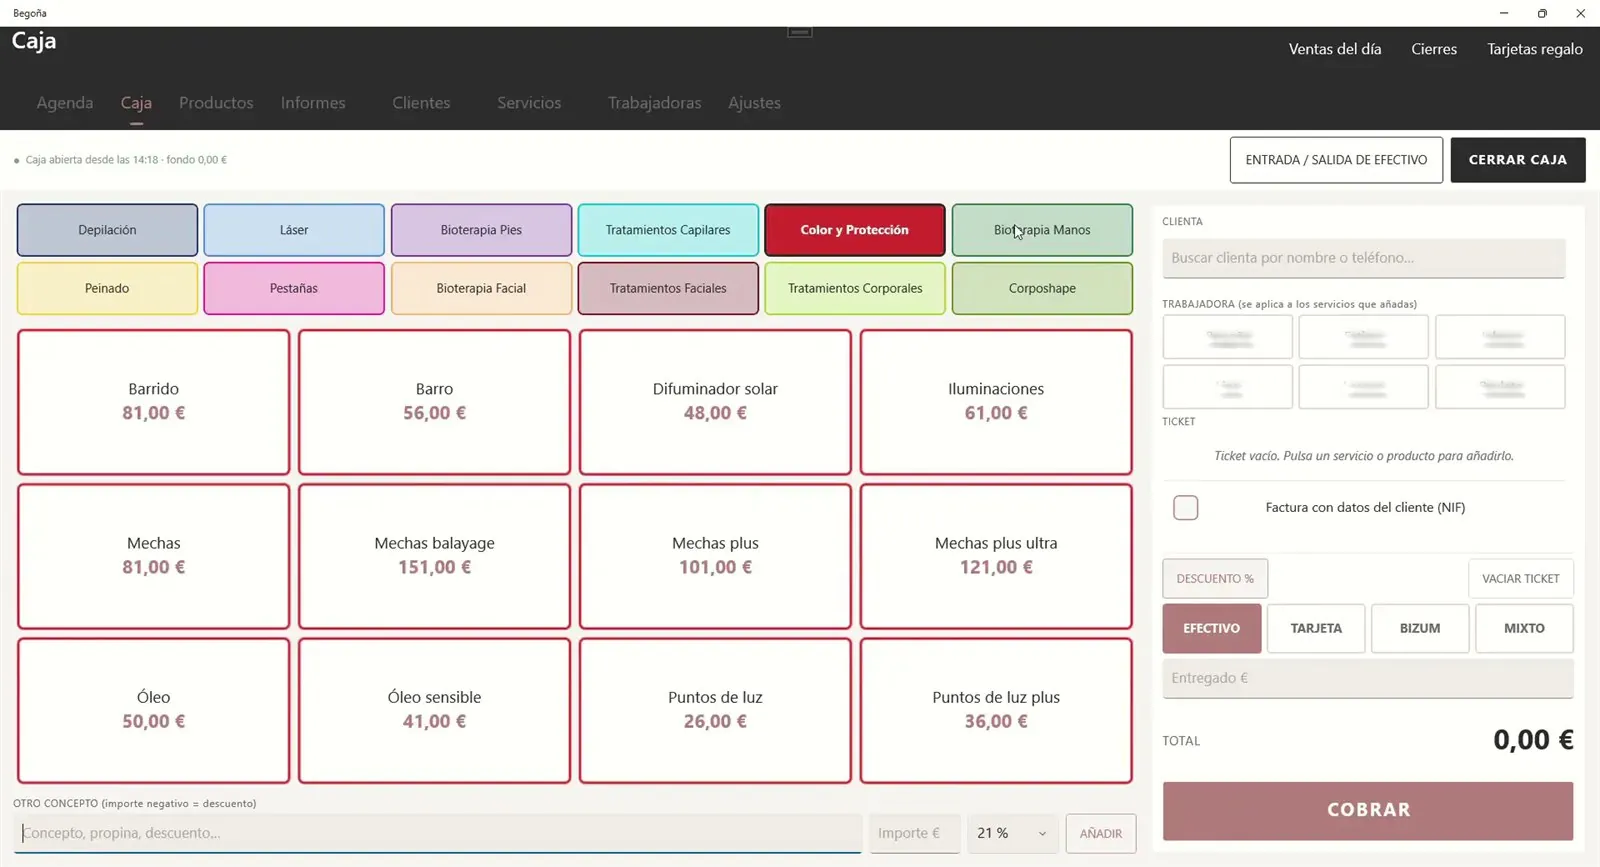 Begoña
Caja
Ventas del día
Cierres
Tarjetas regalo
Agenda
Caja
Productos
Informes
Clientes
Servicios
Trabajadoras
Ajustes
Caja abierta desde las 14:18 · fondo 0,00 €
ENTRADA / SALIDA DE EFECTIVO
CERRAR CAJA
Depilación
Láser
Bioterapia Pies
Tratamientos Capilares
Color y Protección
Bioterapia Manos
Peinado
Pestañas
Bioterapia Facial
Tratamientos Faciales
Tratamientos Corporales
Corposhape
Barrido
81,00 €
Barro
56,00 €
Difuminador solar
48,00 €
Iluminaciones
61,00 €
Mechas
81,00 €
Mechas balayage
151,00 €
Mechas plus
101,00 €
Mechas plus ultra
121,00 €
Óleo
50,00 €
Óleo sensible
41,00 €
Puntos de luz
26,00 €
Puntos de luz plus
36,00 €
OTRO CONCEPTO (importe negativo = descuento)
Concepto, propina, descuento...
Importe €
21 %
AÑADIR
CLIENTA
Buscar clienta por nombre o teléfono...
TRABAJADORA (se aplica a los servicios que añadas)
TICKET
Ticket vacío. Pulsa un servicio o producto para añadirlo.
Factura con datos del cliente (NIF)
DESCUENTO %
VACIAR TICKET
EFECTIVO
TARJETA
BIZUM
MIXTO
Entregado €
TOTAL
0,00 €
COBRAR